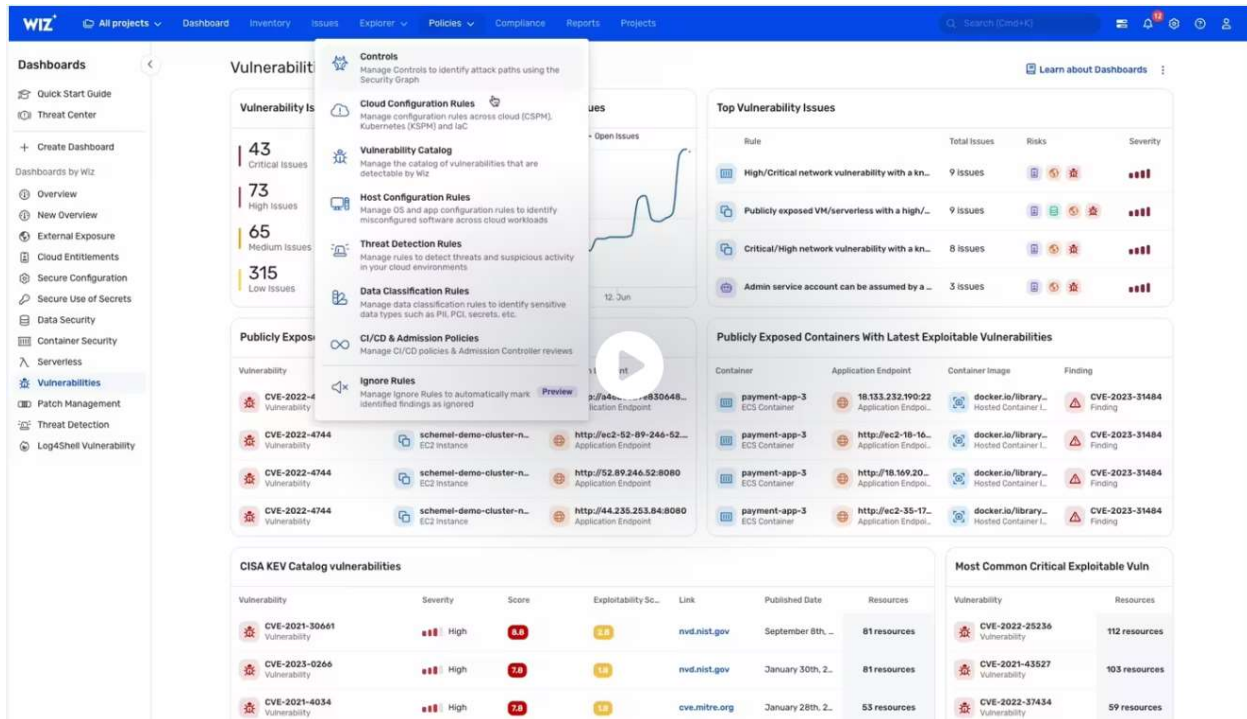 WIZ
All projects
Dashboard
Inventory
Issues
Explorer
Policies
Compliance
Reports
Projects
Search (Cmd+K)
12
Dashboards
Quick Start Guide
Threat Center
Create Dashboard
Dashboards by Wiz
Overview
New Overview
External Exposure
Cloud Entitlements
Secure Configuration
Secure Use of Secrets
Data Security
Container Security
Serverless
Vulnerabilities
Patch Management
Threat Detection
Log4Shell Vulnerability
Vulnerabiliti
Learn about Dashboards
Controls
Manage Controls to identify attack paths using the
Security Graph
Cloud Configuration Rules
Manage configuration rules across cloud (CSPM),
Kubernetes (KSPM) and IaC
Vulnerability Catalog
Manage the catalog of vulnerabilities that are
detectable by Wiz
Host Configuration Rules
Manage OS and app configuration rules to identify
misconfigured software across cloud workloads
Threat Detection Rules
Manage rules to detect threats and suspicious activity
in your cloud environments
Data Classification Rules
Manage data classification rules to identify sensitive
data types such as PII, PCI, secrets, etc.
CI/CD & Admission Policies
Manage CI/CD policies & Admission Controller reviews
Ignore Rules
Manage Ignore Rules to automatically mark
identified findings as ignored
Preview
Vulnerability Is
43
Critical Issues
73
High Issues
65
Medium Issues
315
Low Issues
ues
Open Issues
12. Jun
Top Vulnerability Issues
Rule Total Issues Risks Severity
High/Critical network vulnerability with a kn... 9 issues
Publicly exposed VM/serverless with a high/... 9 issues
Critical/High network vulnerability with a kn... 8 issues
Admin service account can be assumed by a ... 3 issues
Publicly Expos
Vulnerability
CVE-2022-4
Vulnerability
lication Endpoint
CVE-2022-4744 schemel-demo-cluster-n... http://ec2-52-89-246-52....
Vulnerability EC2 Instance Application Endpoint
CVE-2022-4744 schemel-demo-cluster-n... http://52.89.246.52:8080
Vulnerability EC2 Instance Application Endpoint
CVE-2022-4744 schemel-demo-cluster-n... http://44.235.253.84:8080
Vulnerability EC2 Instance Application Endpoint
Publicly Exposed Containers With Latest Exploitable Vulnerabilities
Container Application Endpoint Container Image Finding
payment-app-3 18.133.232.190:22 docker.io/library... CVE-2023-31484
ECS Container Application Endpoi... Hosted Container I... Finding
payment-app-3 http://ec2-18-16... docker.io/library... CVE-2023-31484
ECS Container Application Endpoi... Hosted Container I... Finding
payment-app-3 http://18.169.20... docker.io/library... CVE-2023-31484
ECS Container Application Endpoi... Hosted Container I... Finding
payment-app-3 http://ec2-35-17... docker.io/library... CVE-2023-31484
ECS Container Application Endpoi... Hosted Container I... Finding
CISA KEV Catalog vulnerabilities
Vulnerability Severity Score Exploitability Sc... Link Published Date Resources
CVE-2021-30661 High 8.8 2.8 nvd.nist.gov September 8th, ... 81 resources
Vulnerability
CVE-2023-0266 High 7.8 1.8 nvd.nist.gov January 30th, 2... 81 resources
Vulnerability
CVE-2021-4034 High 7.8 1.8 cve.mitre.org January 28th, 2... 53 resources
Vulnerability
Most Common Critical Exploitable Vuln
Vulnerability Resources
CVE-2022-25236 112 resources
Vulnerability
CVE-2021-43527 103 resources
Vulnerability
CVE-2022-37434 59 resources
Vulnerability